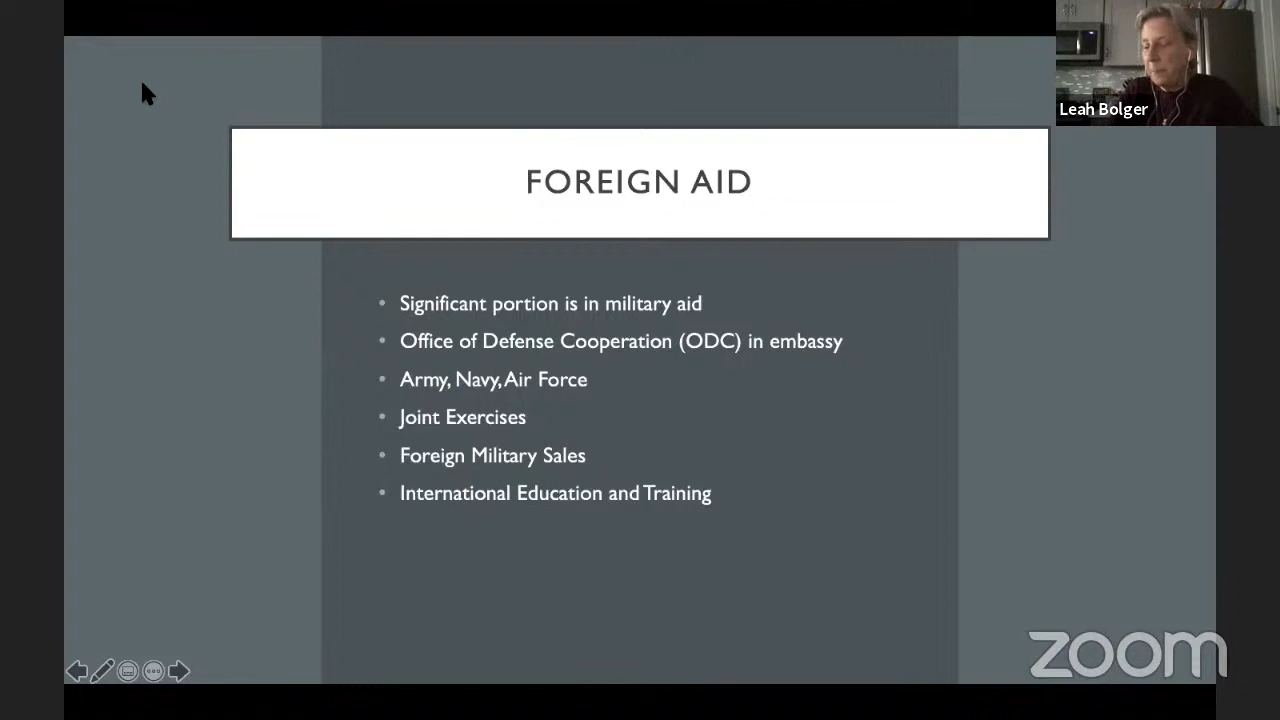 Leah Bolger
FOREIGN AID
Significant portion is in military aid
Office of Defense Cooperation (ODC) in embassy
Army, Navy, Air Force
Joint Exercises
Foreign Military Sales
International Education and Training
zoom